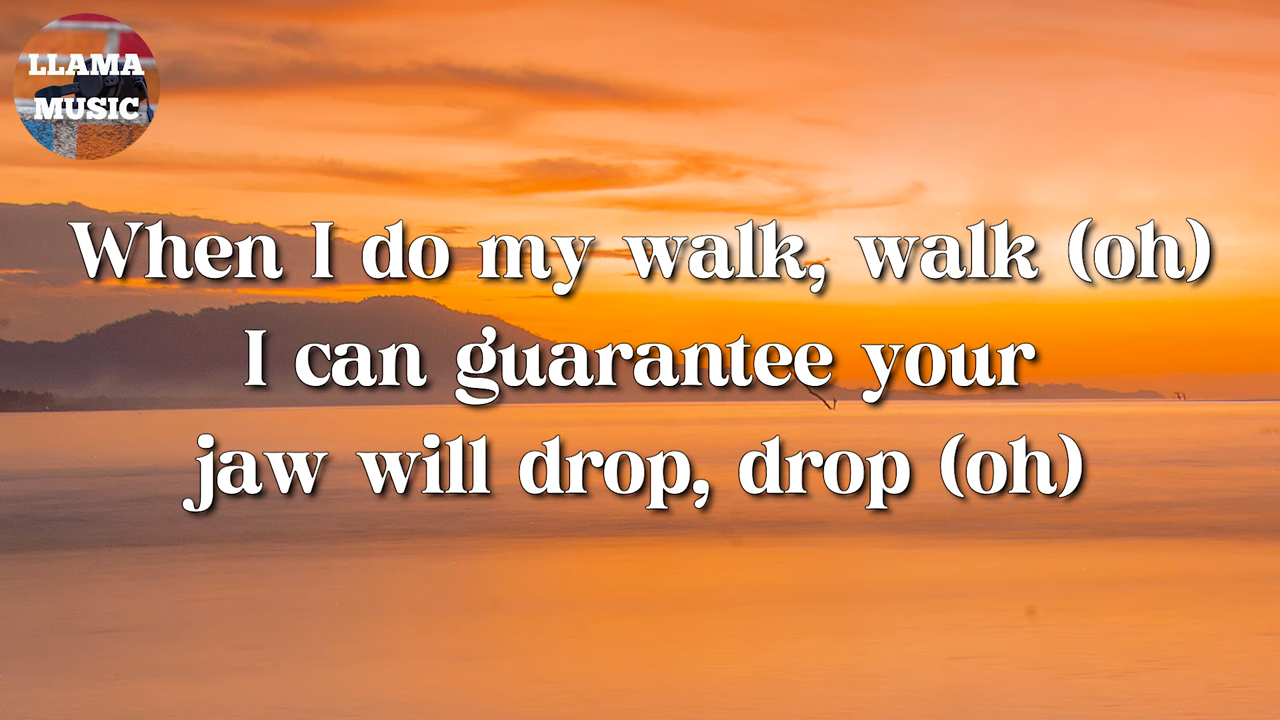 LLAMA
MUSIC
When I do my walk, walk (oh)
I can guarantee your
jaw will drop, drop (oh)